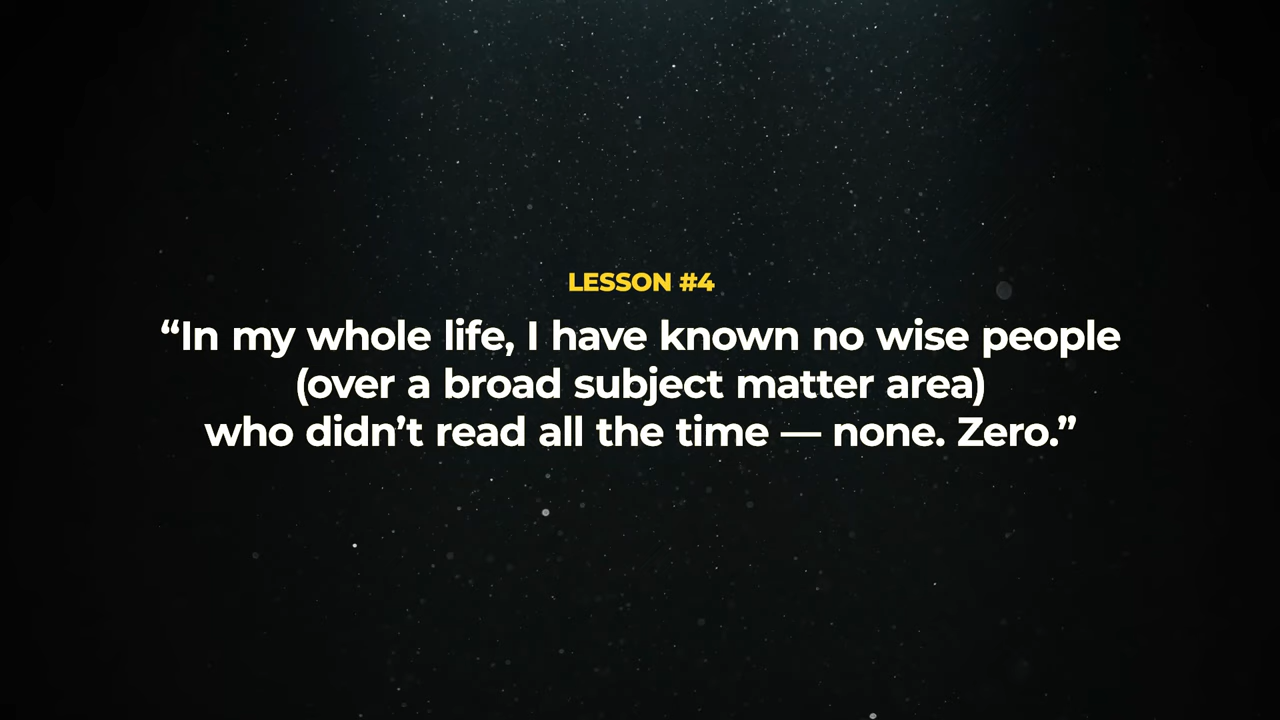 LESSON #4
“In my whole life, I have known no wise people
(over a broad subject matter area)
who didn’t read all the time — none. Zero.”